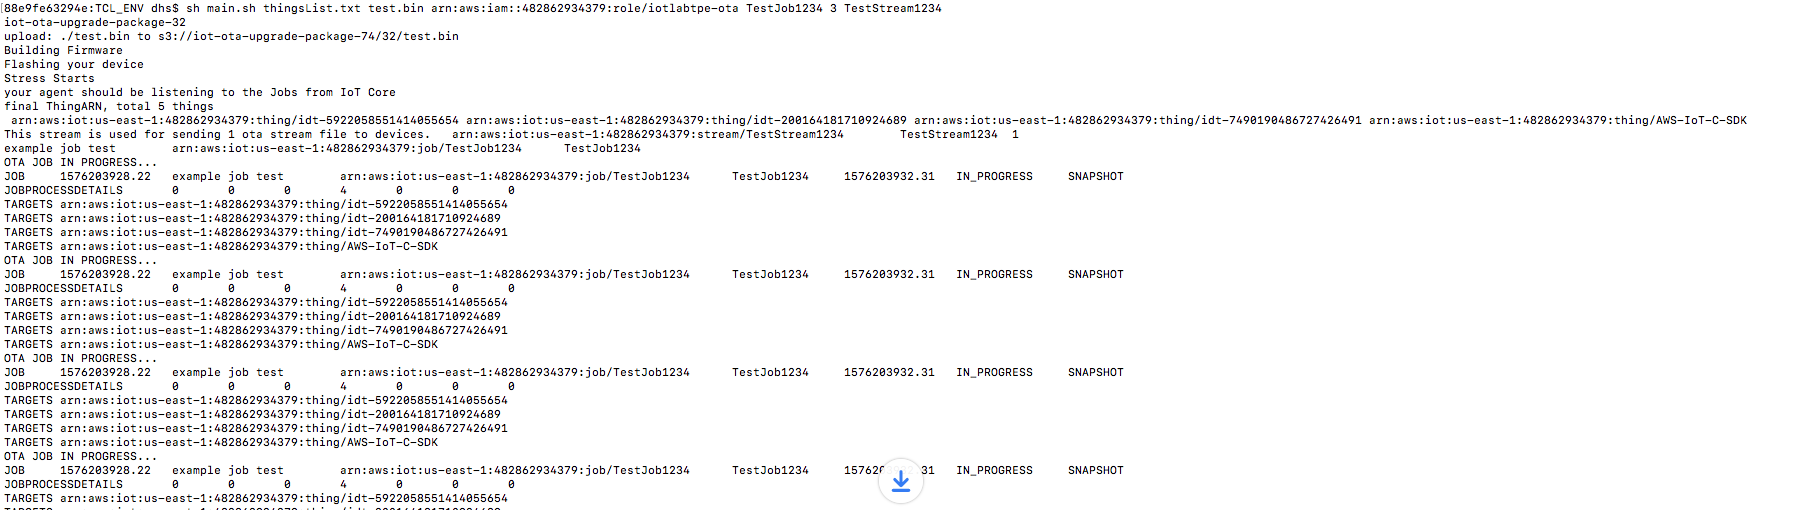 [88e9fe63294e:TCL_ENV dhs$ sh main.sh thingsList.txt test.bin arn:aws:iam::482862934379:role/iotlabtpe-ota TestJob1234 3 TestStream1234
iot-ota-upgrade-package-32
upload: ./test.bin to s3://iot-ota-upgrade-package-74/32/test.bin
Building Firmware
Flashing your device
Stress Starts
your agent should be listening to the Jobs from IoT Core
final ThingARN, total 5 things
arn:aws:iot:us-east-1:482862934379:thing/idt-5922058551414055654 arn:aws:iot:us-east-1:482862934379:thing/idt-200164181710924689 arn:aws:iot:us-east-1:482862934379:thing/idt-7490190486727426491 arn:aws:iot:us-east-1:482862934379:thing/AWS-IoT-C-SDK
This stream is used for sending 1 ota stream file to devices. arn:aws:iot:us-east-1:482862934379:stream/TestStream1234 TestStream1234 1
example job test arn:aws:iot:us-east-1:482862934379:job/TestJob1234 TestJob1234
OTA JOB IN PROGRESS...
JOB 1576203928.22 example job test arn:aws:iot:us-east-1:482862934379:job/TestJob1234 TestJob1234 1576203932.31 IN_PROGRESS SNAPSHOT
JOBPROCESSDETAILS 0 0 0 4 0 0 0
TARGETS arn:aws:iot:us-east-1:482862934379:thing/idt-5922058551414055654
TARGETS arn:aws:iot:us-east-1:482862934379:thing/idt-200164181710924689
TARGETS arn:aws:iot:us-east-1:482862934379:thing/idt-7490190486727426491
TARGETS arn:aws:iot:us-east-1:482862934379:thing/AWS-IoT-C-SDK
OTA JOB IN PROGRESS...
JOB 1576203928.22 example job test arn:aws:iot:us-east-1:482862934379:job/TestJob1234 TestJob1234 1576203932.31 IN_PROGRESS SNAPSHOT
JOBPROCESSDETAILS 0 0 0 4 0 0 0
TARGETS arn:aws:iot:us-east-1:482862934379:thing/idt-5922058551414055654
TARGETS arn:aws:iot:us-east-1:482862934379:thing/idt-200164181710924689
TARGETS arn:aws:iot:us-east-1:482862934379:thing/idt-7490190486727426491
TARGETS arn:aws:iot:us-east-1:482862934379:thing/AWS-IoT-C-SDK
OTA JOB IN PROGRESS...
JOB 1576203928.22 example job test arn:aws:iot:us-east-1:482862934379:job/TestJob1234 TestJob1234 1576203932.31 IN_PROGRESS SNAPSHOT
JOBPROCESSDETAILS 0 0 0 4 0 0 0
TARGETS arn:aws:iot:us-east-1:482862934379:thing/idt-5922058551414055654
TARGETS arn:aws:iot:us-east-1:482862934379:thing/idt-200164181710924689
TARGETS arn:aws:iot:us-east-1:482862934379:thing/idt-7490190486727426491
TARGETS arn:aws:iot:us-east-1:482862934379:thing/AWS-IoT-C-SDK
OTA JOB IN PROGRESS...
JOB 1576203928.22 example job test arn:aws:iot:us-east-1:482862934379:job/TestJob1234 TestJob1234 IN_PROGRESS SNAPSHOT
JOBPROCESSDETAILS 0 0 0 4 0 0 0
TARGETS arn:aws:iot:us-east-1:482862934379:thing/idt-5922058551414055654